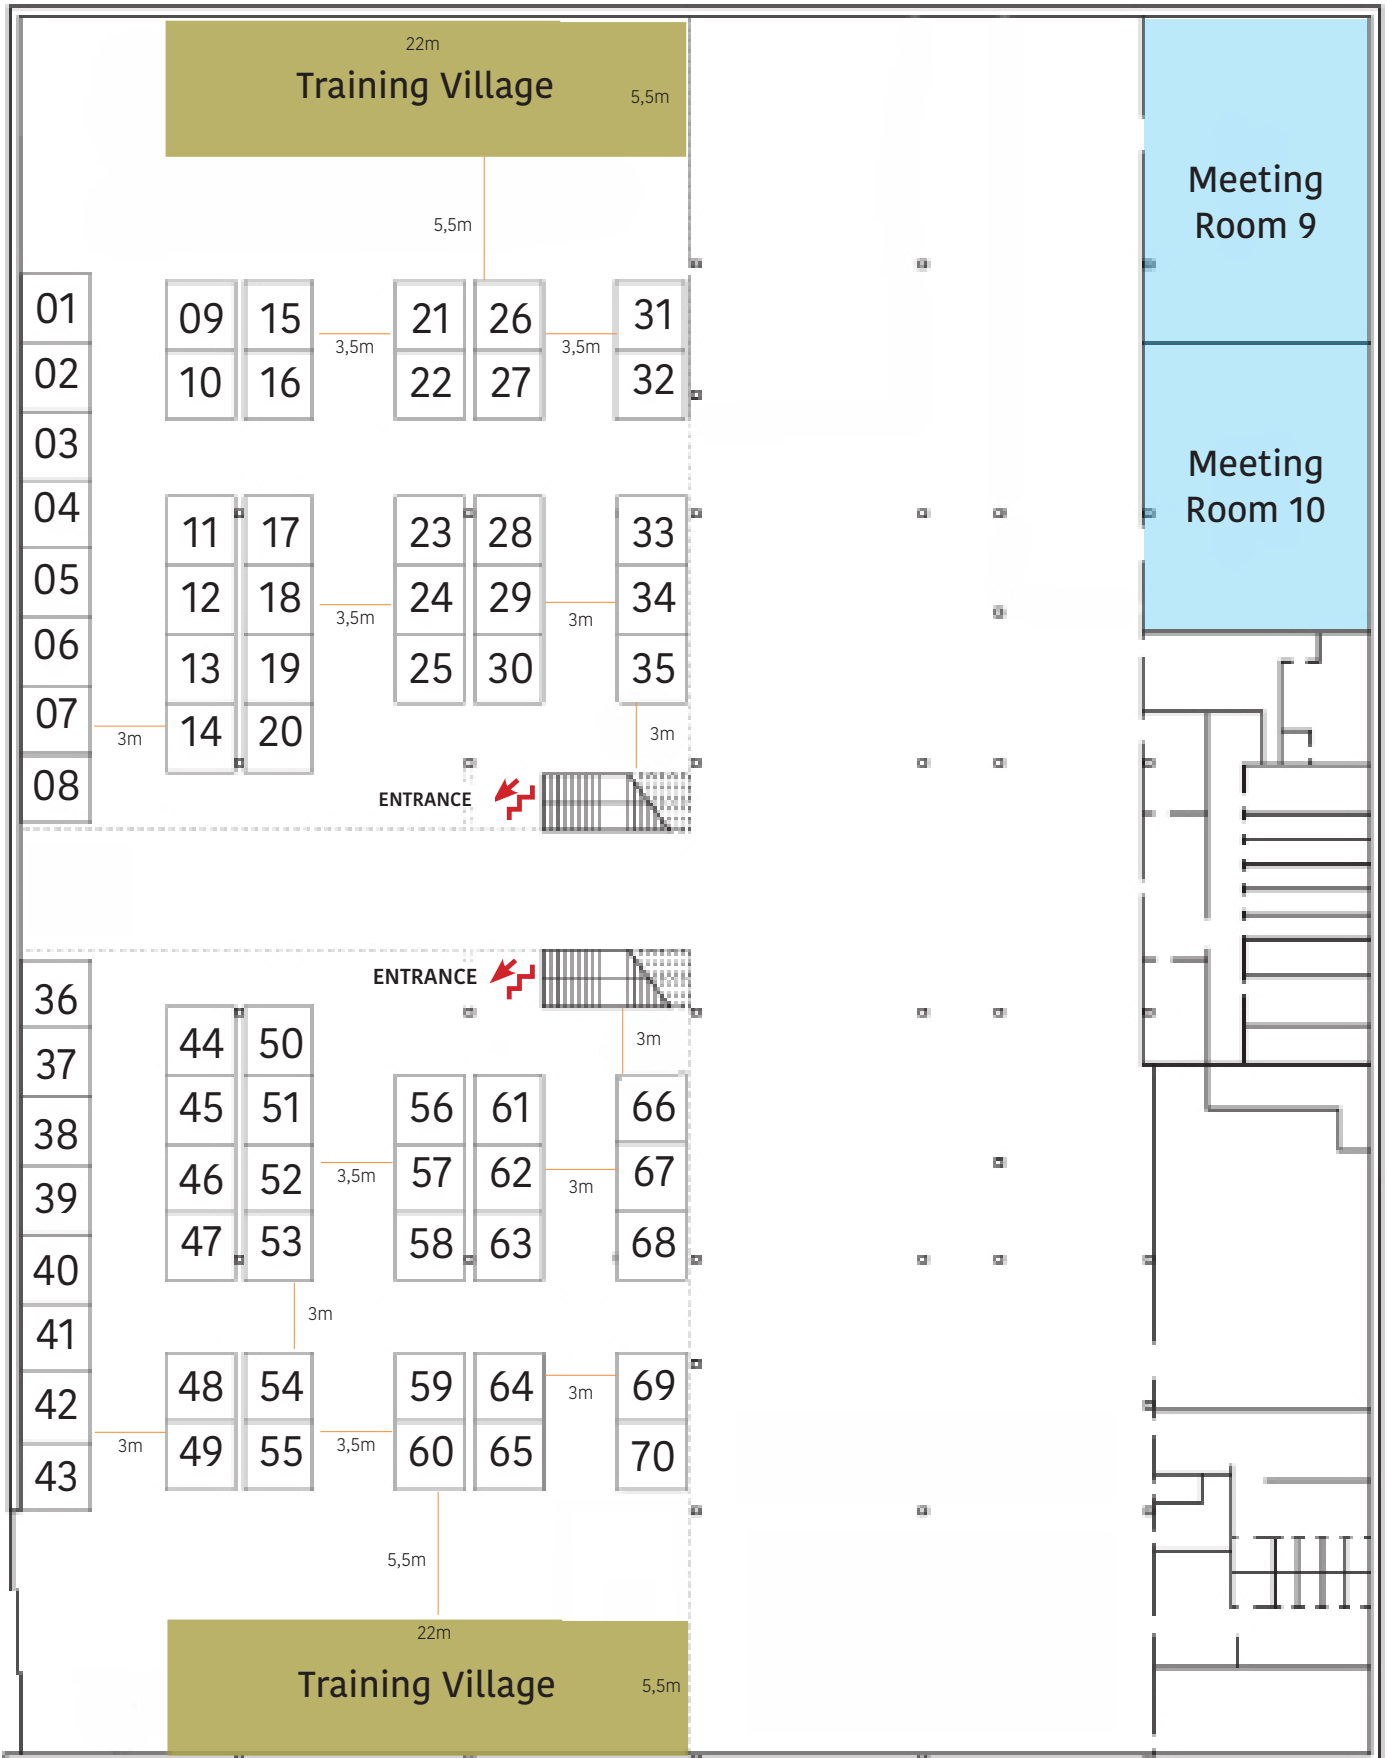 22m
Training Village
5,5m
Meeting
Room 9
5,5m
01
09 15 21 26 31
3,5m 3,5m
02
10 16 22 27 32
03
Meeting
Room 10
04
11 17 23 28 33
05
12 18 24 29 34
3,5m 3m
06
13 19 25 30 35
07
14 20
3m 3m
08
ENTRANCE
ENTRANCE
36
44 50
3m
37
45 51 56 61 66
38
46 52 57 62 67
3,5m 3m
39
47 53 58 63 68
40
3m
41
48 54 59 64 69
3m
42
49 55 60 65 70
3m 3,5m
43
5,5m
22m
Training Village
5,5m